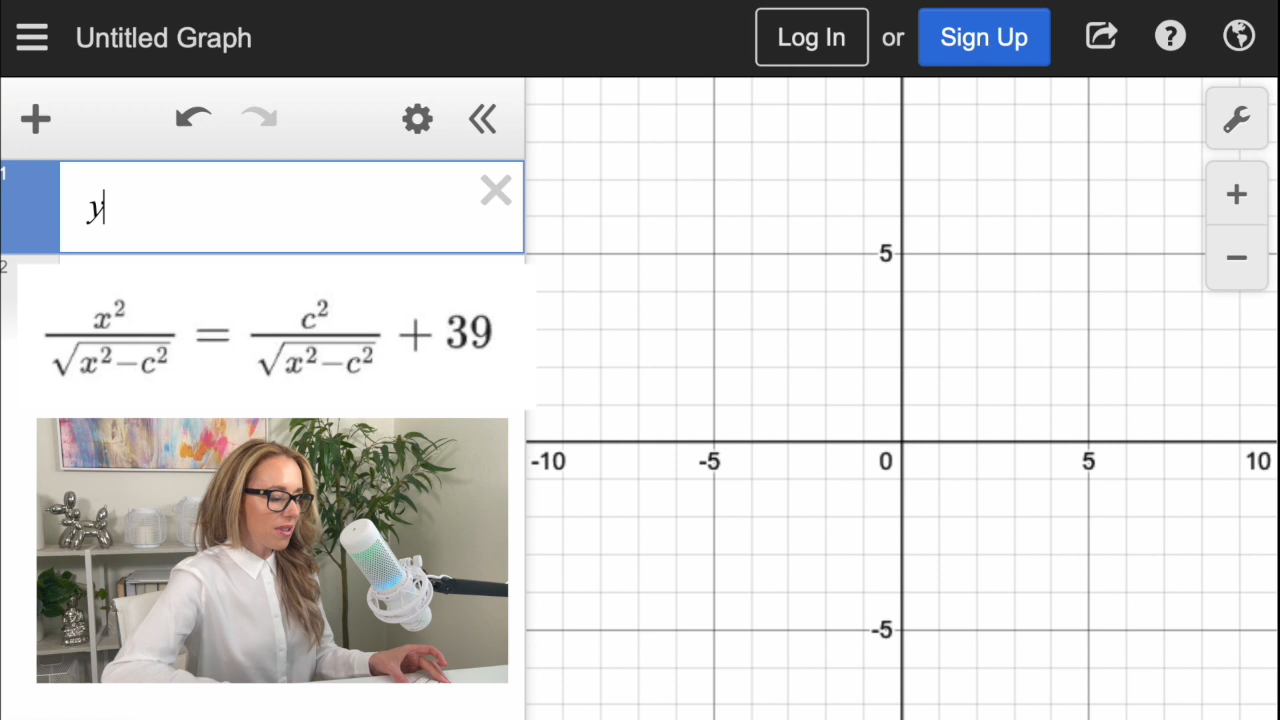 Untitled Graph
Log In or Sign Up
1
y
2
x²/√(x²−c²) = c²/√(x²−c²) + 39
5
-10 -5 0 5 10
-5